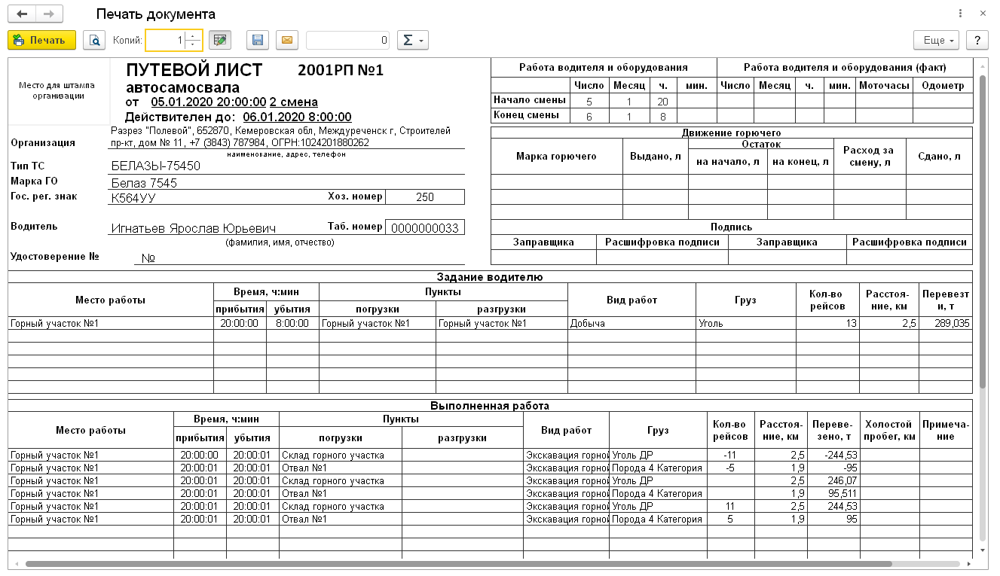 Печать документа
Печать
Копий: 1
0
Σ
Еще
?
Место для штампа
организации
ПУТЕВОЙ ЛИСТ 2001РП №1
автосамосвала
от 05.01.2020 20:00:00 2 смена
Действителен до: 06.01.2020 8:00:00
Организация
Разрез "Полевой", 652870, Кемеровская обл, Междуреченск г, Строителей
пр-кт, дом № 11, +7 (3843) 787984, ОГРН:1024201880262
наименование, адрес, телефон
Тип ТС БЕЛАЗЫ-75450
Марка ГО Белаз 7545
Гос. рег. знак К564УУ Хоз. номер 250
Водитель Игнатьев Ярослав Юрьевич Таб. номер 0000000033
(фамилия, имя, отчество)
Удостоверение № №
Работа водителя и оборудования Работа водителя и оборудования (факт)
Число Месяц ч. мин. Число Месяц ч. мин. Моточасы Одометр
Начало смены 5 1 20
Конец смены 6 1 8
Движение горючего
Марка горючего Выдано, л Остаток Расход за смену, л Сдано, л
на начало, л на конец, л
Подпись
Заправщика Расшифровка подписи Заправщика Расшифровка подписи
Задание водителю
Место работы Время, ч:мин Пункты Вид работ Груз Кол-во рейсов Расстоя-ние, км Перевезт и, т
прибытия убытия погрузки разгрузки
Горный участок №1 20:00:00 8:00:00 Горный участок №1 Горный участок №1 Добыча Уголь 13 2,5 289,035
Выполненная работа
Место работы Время, ч:мин Пункты Вид работ Груз Кол-во рейсов Расстоя-ние, км Переве-зено, т Холостой пробег, км Примеча-ние
прибытия убытия погрузки разгрузки
Горный участок №1 20:00:00 20:00:01 Склад горного участка Экскавация горной Уголь ДР -11 2,5 -244,53
Горный участок №1 20:00:01 20:00:01 Отвал №1 Экскавация горной Порода 4 Категория -5 1,9 -95
Горный участок №1 20:00:01 20:00:01 Склад горного участка Экскавация горной Уголь ДР 2,5 246,07
Горный участок №1 20:00:01 20:00:01 Отвал №1 Экскавация горной Порода 4 Категория 1,9 95,511
Горный участок №1 20:00:01 20:00:01 Склад горного участка Экскавация горной Уголь ДР 11 2,5 244,53
Горный участок №1 20:00:01 20:00:01 Отвал №1 Экскавация горной Порода 4 Категория 5 1,9 95